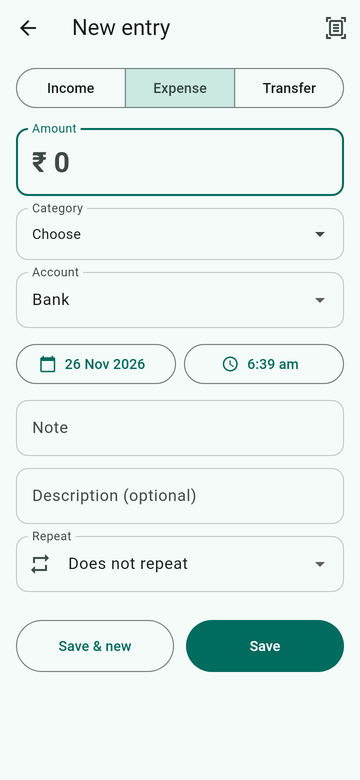 New entry
Income Expense Transfer
Amount
₹ 0
Category
Choose
Account
Bank
26 Nov 2026 6:39 am
Note
Description (optional)
Repeat
Does not repeat
Save & new Save